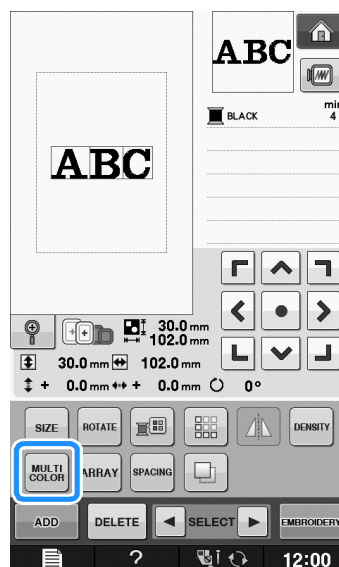 ABC
ABC
BLACK
min
4
30.0 mm
102.0 mm
30.0 mm 102.0 mm
+ 0.0 mm + 0.0 mm 0°
SIZE ROTATE DENSITY
MULTI COLOR ARRAY SPACING
ADD DELETE SELECT EMBROIDERY
? 12:00